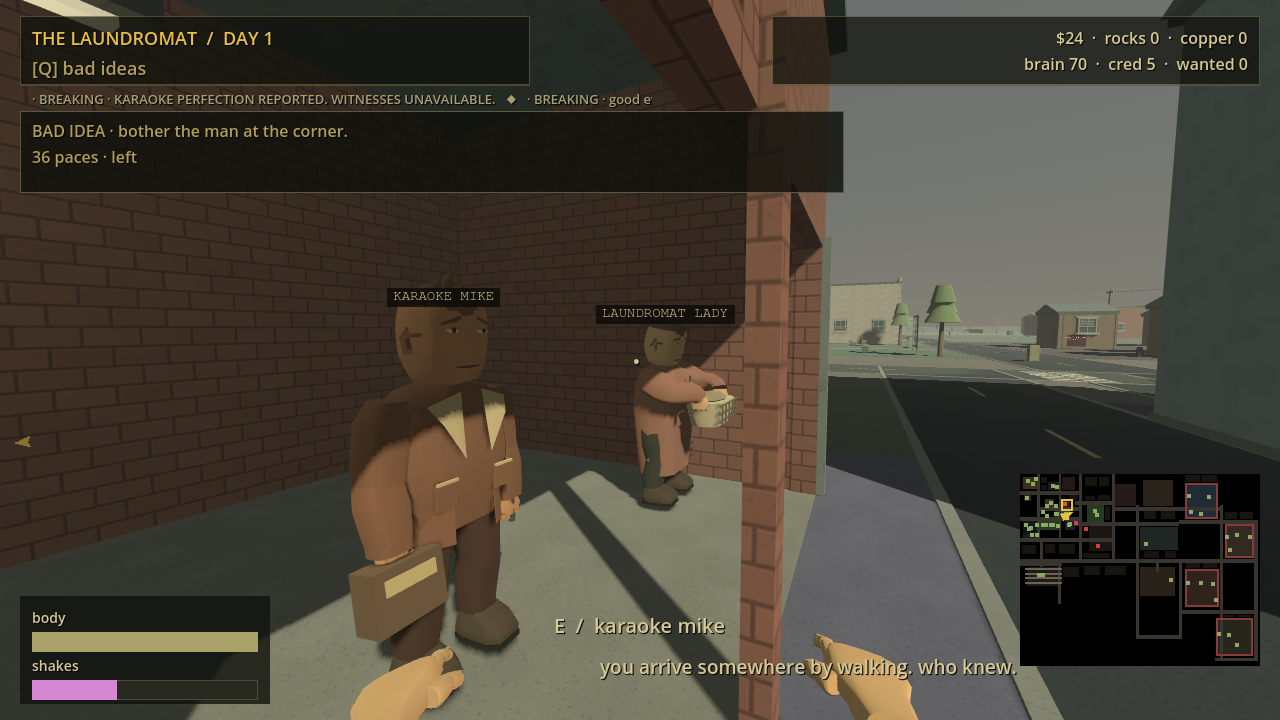 THE LAUNDROMAT / DAY 1
[Q] bad ideas
$24 · rocks 0 · copper 0
brain 70 · cred 5 · wanted 0
· BREAKING · KARAOKE PERFECTION REPORTED. WITNESSES UNAVAILABLE. ◆ · BREAKING · good e
BAD IDEA · bother the man at the corner.
36 paces · left
KARAOKE MIKE
LAUNDROMAT LADY
body
shakes
E / karaoke mike
you arrive somewhere by walking. who knew.